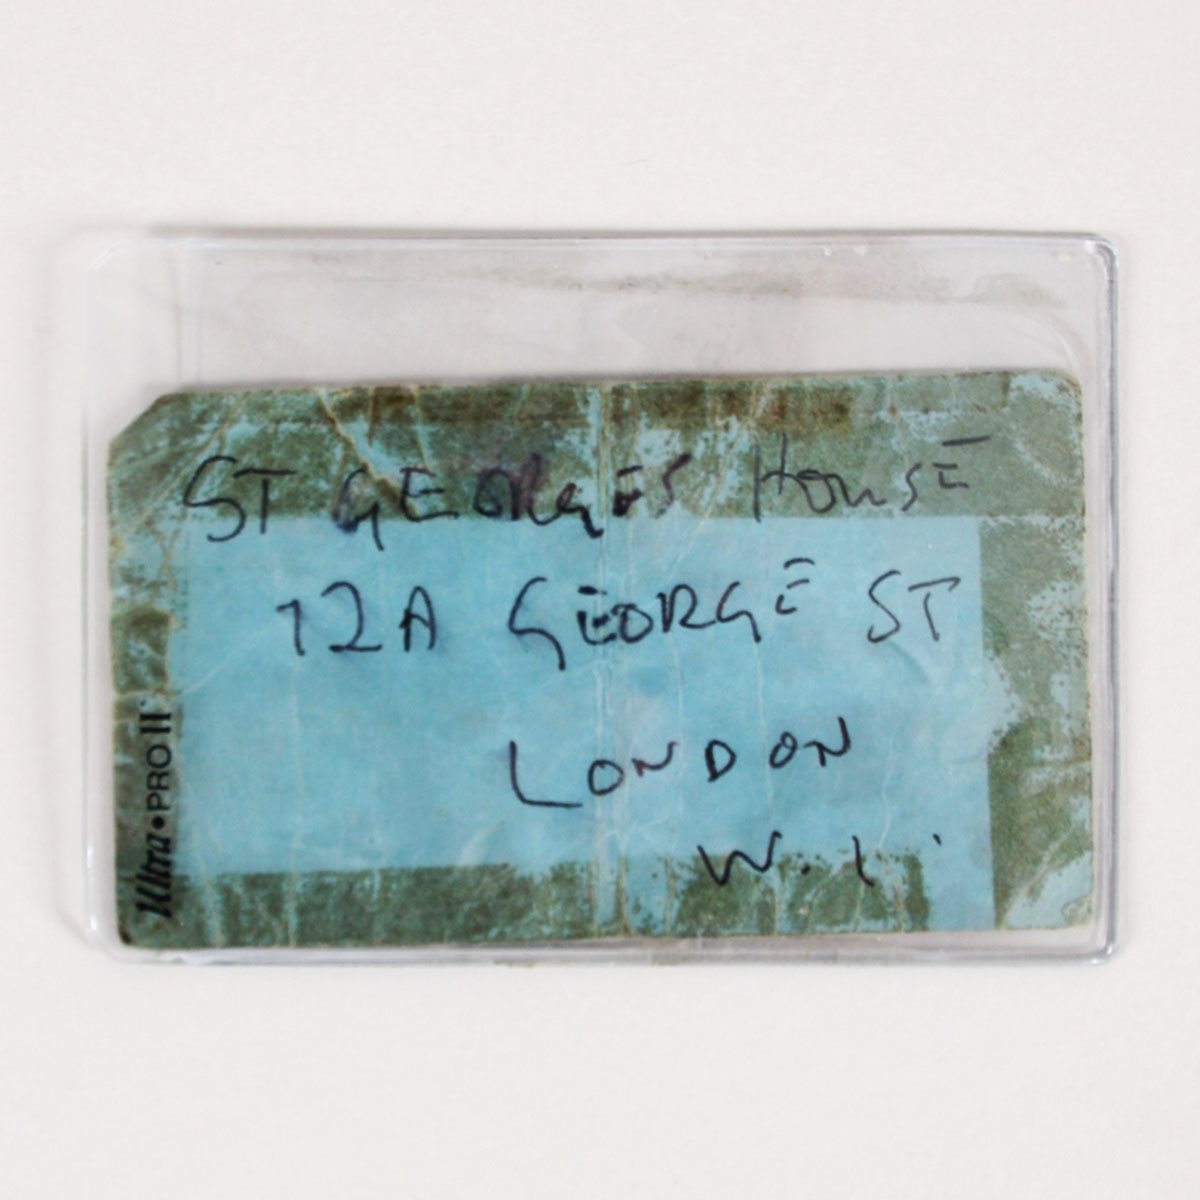 ST GEORGES HOUSE
12A GEORGE ST
LONDON
W.1.
Ultra•PRO II